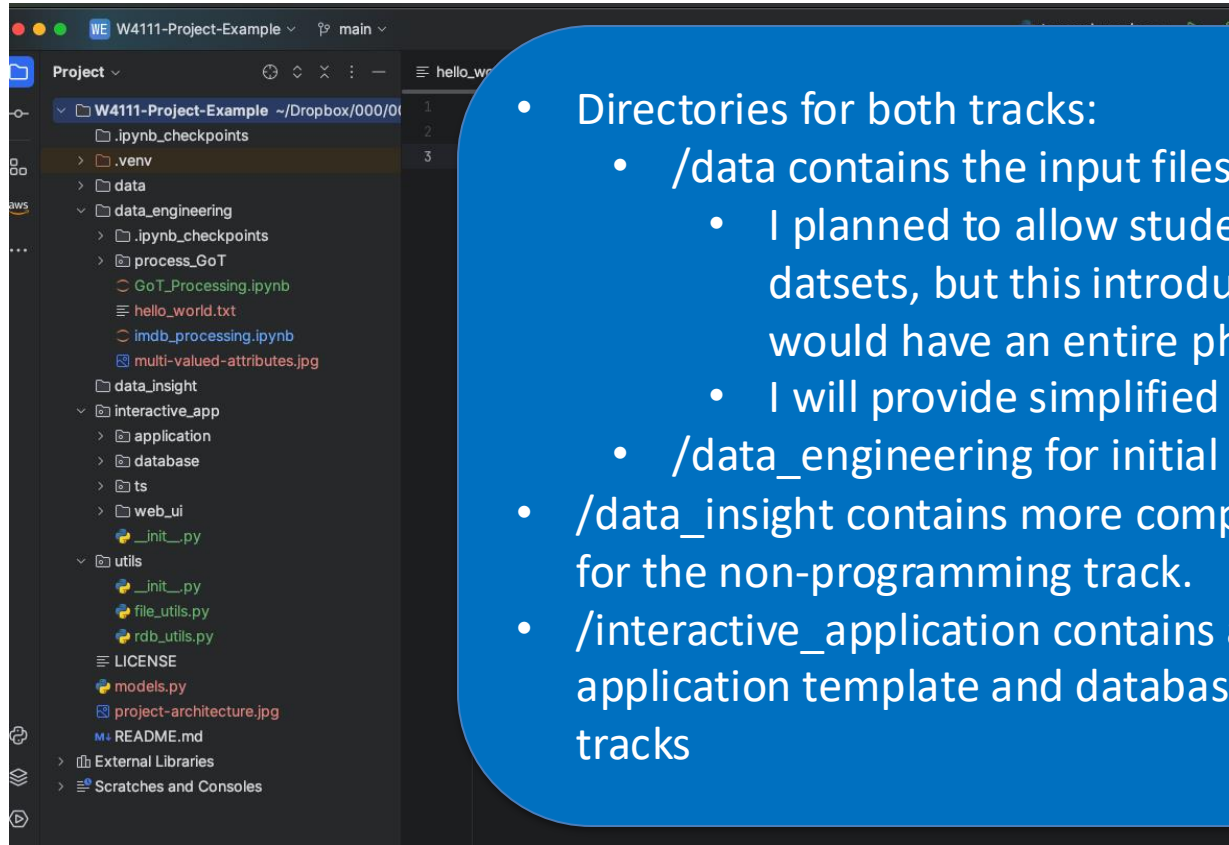 WE W4111-Project-Example main
Project
hello_wo
W4111-Project-Example ~/Dropbox/000/00
.ipynb_checkpoints
.venv
data
data_engineering
.ipynb_checkpoints
process_GoT
GoT_Processing.ipynb
hello_world.txt
imdb_processing.ipynb
multi-valued-attributes.jpg
data_insight
interactive_app
application
database
ts
web_ui
__init__.py
utils
__init__.py
file_utils.py
rdb_utils.py
LICENSE
models.py
project-architecture.jpg
M↓ README.md
External Libraries
Scratches and Consoles
aws
1
2
3
• Directories for both tracks:
• /data contains the input files
• I planned to allow stude
datsets, but this introdu
would have an entire ph
• I will provide simplified
• /data_engineering for initial
• /data_insight contains more comp
for the non-programming track.
• /interactive_application contains
application template and databas
tracks